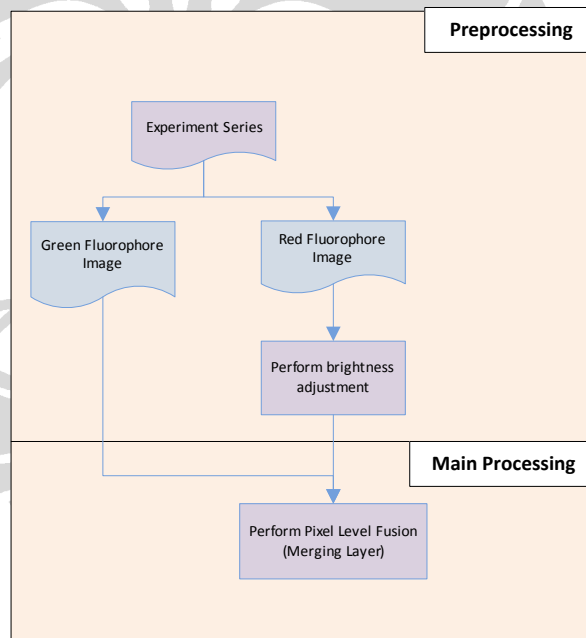 Preprocessing
Experiment Series
Green Fluorophore
Image
Red Fluorophore
Image
Perform brightness
adjustment
Main Processing
Perform Pixel Level Fusion
(Merging Layer)